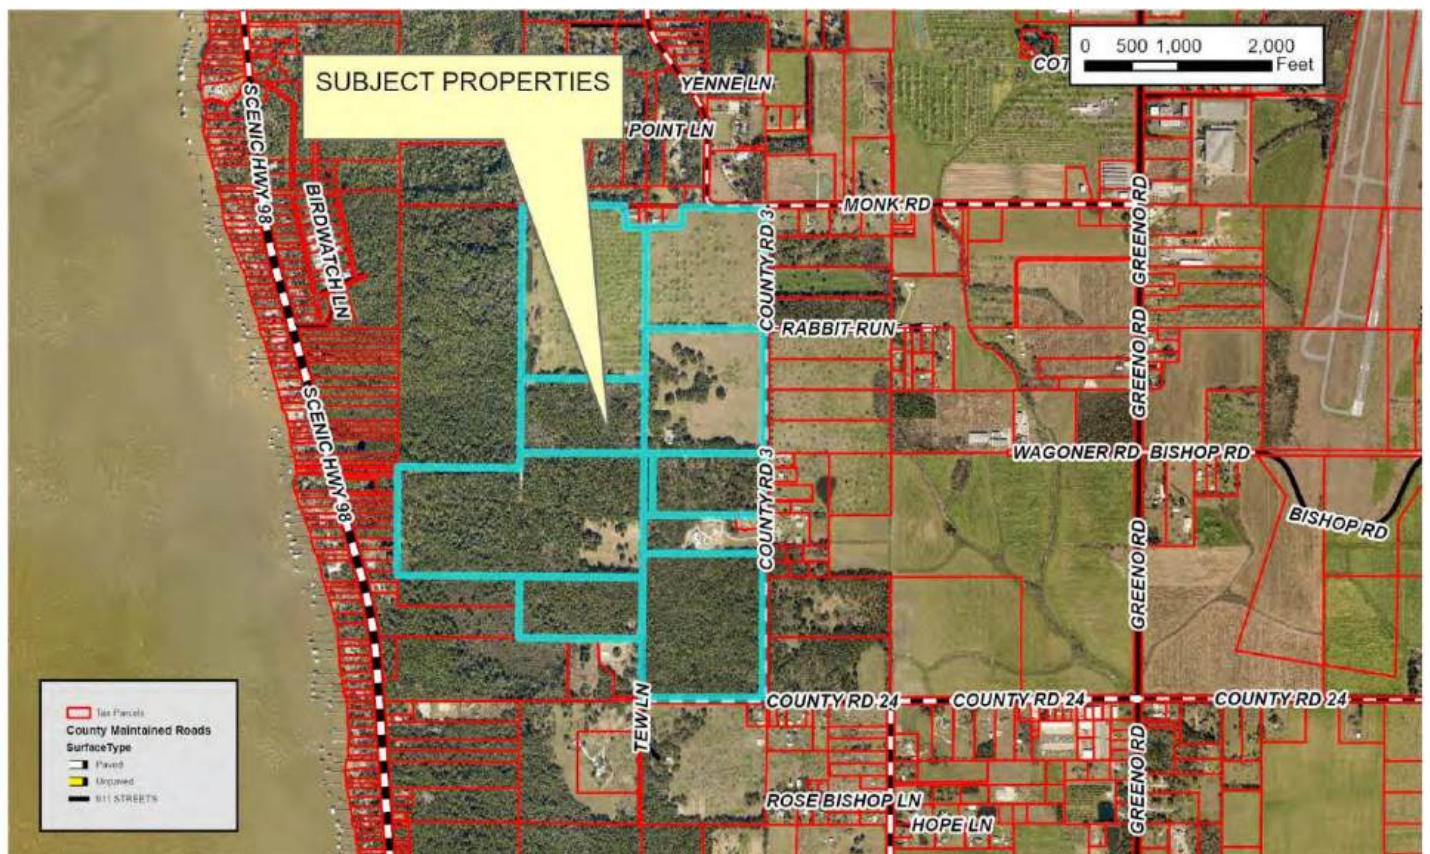 0 500 1,000 2,000
Feet
SUBJECT PROPERTIES
YENNE LN
COT
POINT LN
SCENIC HWY 98
BIRDWATCH LN
MONK RD
GREENO RD
COUNTY RD 3
RABBIT RUN
GREENO RD
SCENIC HWY 98
WAGONER RD
BISHOP RD
COUNTY RD 3
BISHOP RD
GREENO RD
TEW LN
COUNTY RD 24
COUNTY RD 24
COUNTY RD 24
GREENO RD
ROSE BISHOP LN
HOPE LN
Tax Parcels
County Maintained Roads
SurfaceType
Paved
Unpaved
911 STREETS